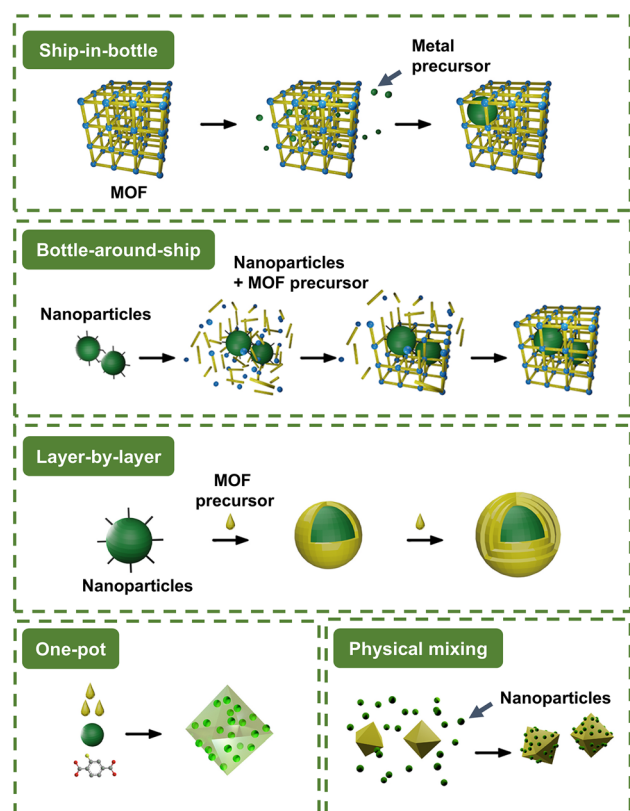 Ship-in-bottle
Metal
precursor
MOF
Bottle-around-ship
Nanoparticles
+ MOF precursor
Nanoparticles
Layer-by-layer
MOF
precursor
Nanoparticles
One-pot
Physical mixing
Nanoparticles